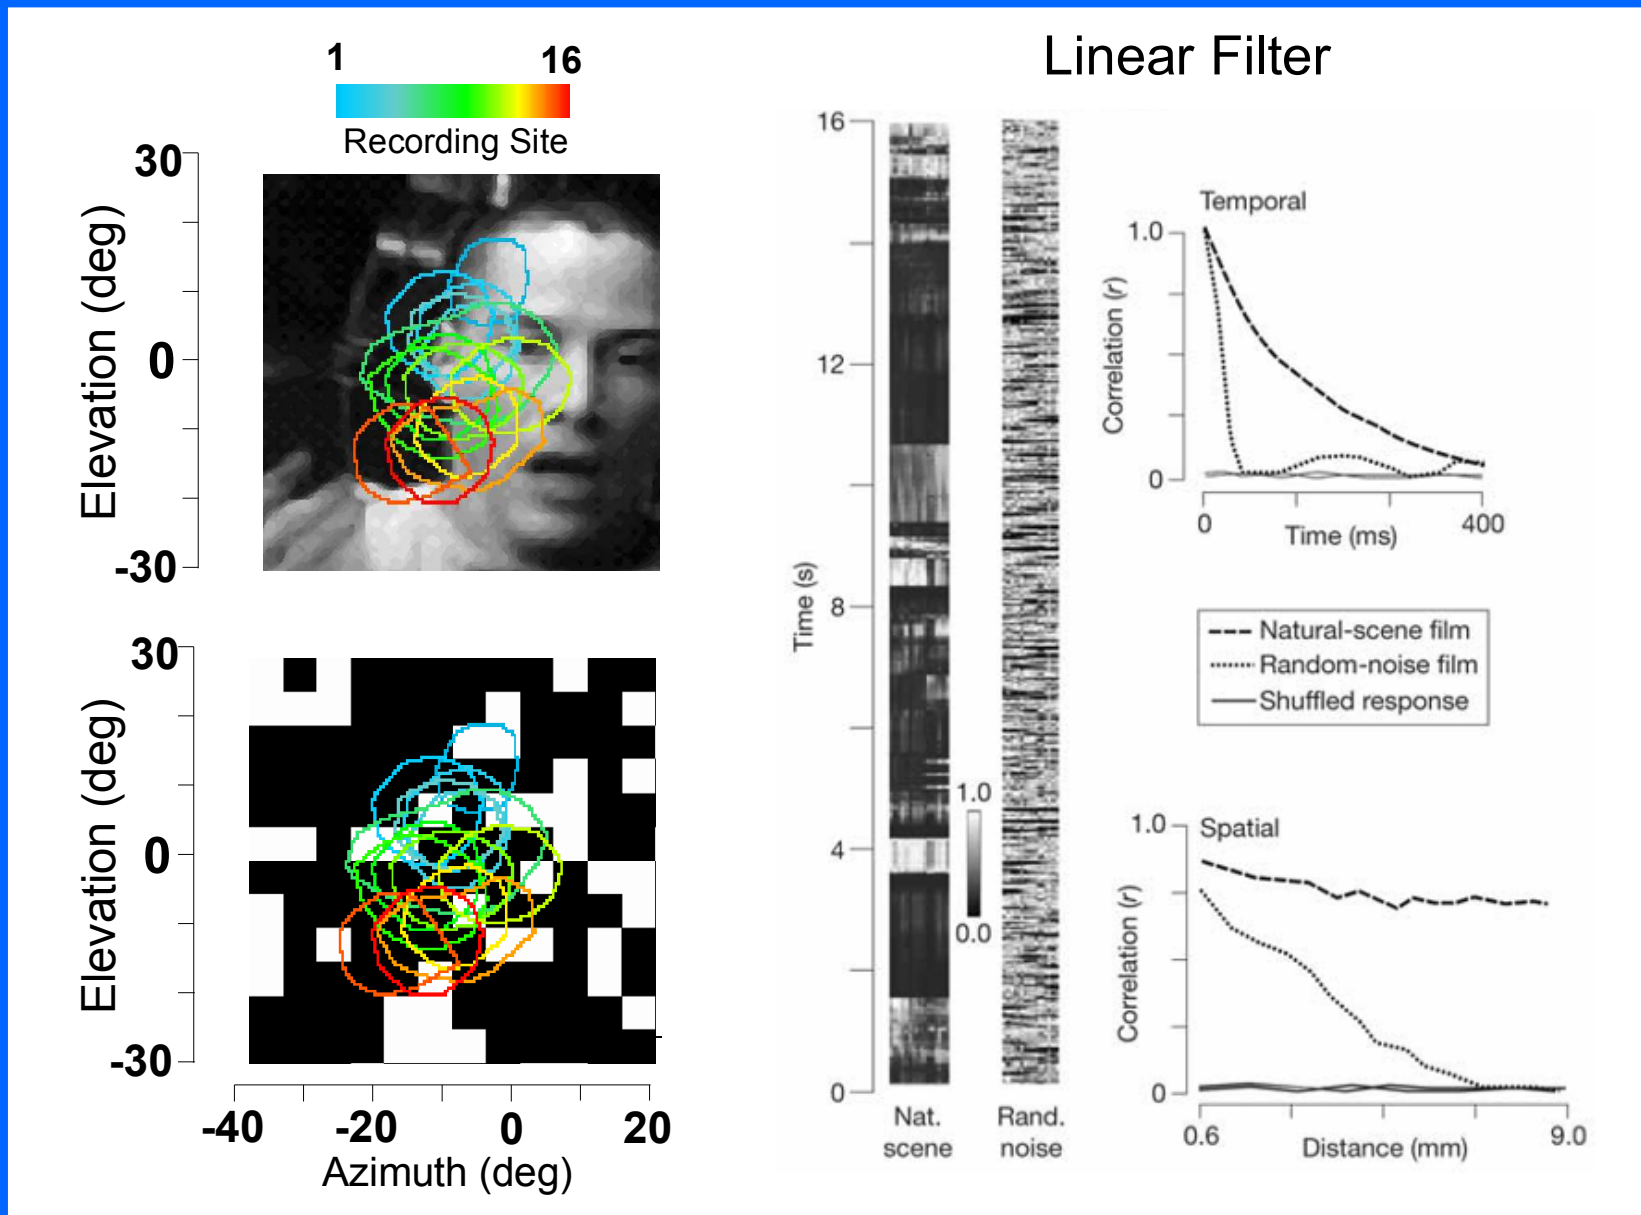 1 16
Recording Site
30
0
-30
Elevation (deg)
30
0
-30
Elevation (deg)
-40 -20 0 20
Azimuth (deg)
Linear Filter
16
12
8
4
0
Time (s)
1.0
0.0
Nat.
scene
Rand.
noise
Temporal
1.0
0
Correlation (r)
0 400
Time (ms)
Natural-scene film
Random-noise film
Shuffled response
Spatial
1.0
0
Correlation (r)
0.6 9.0
Distance (mm)